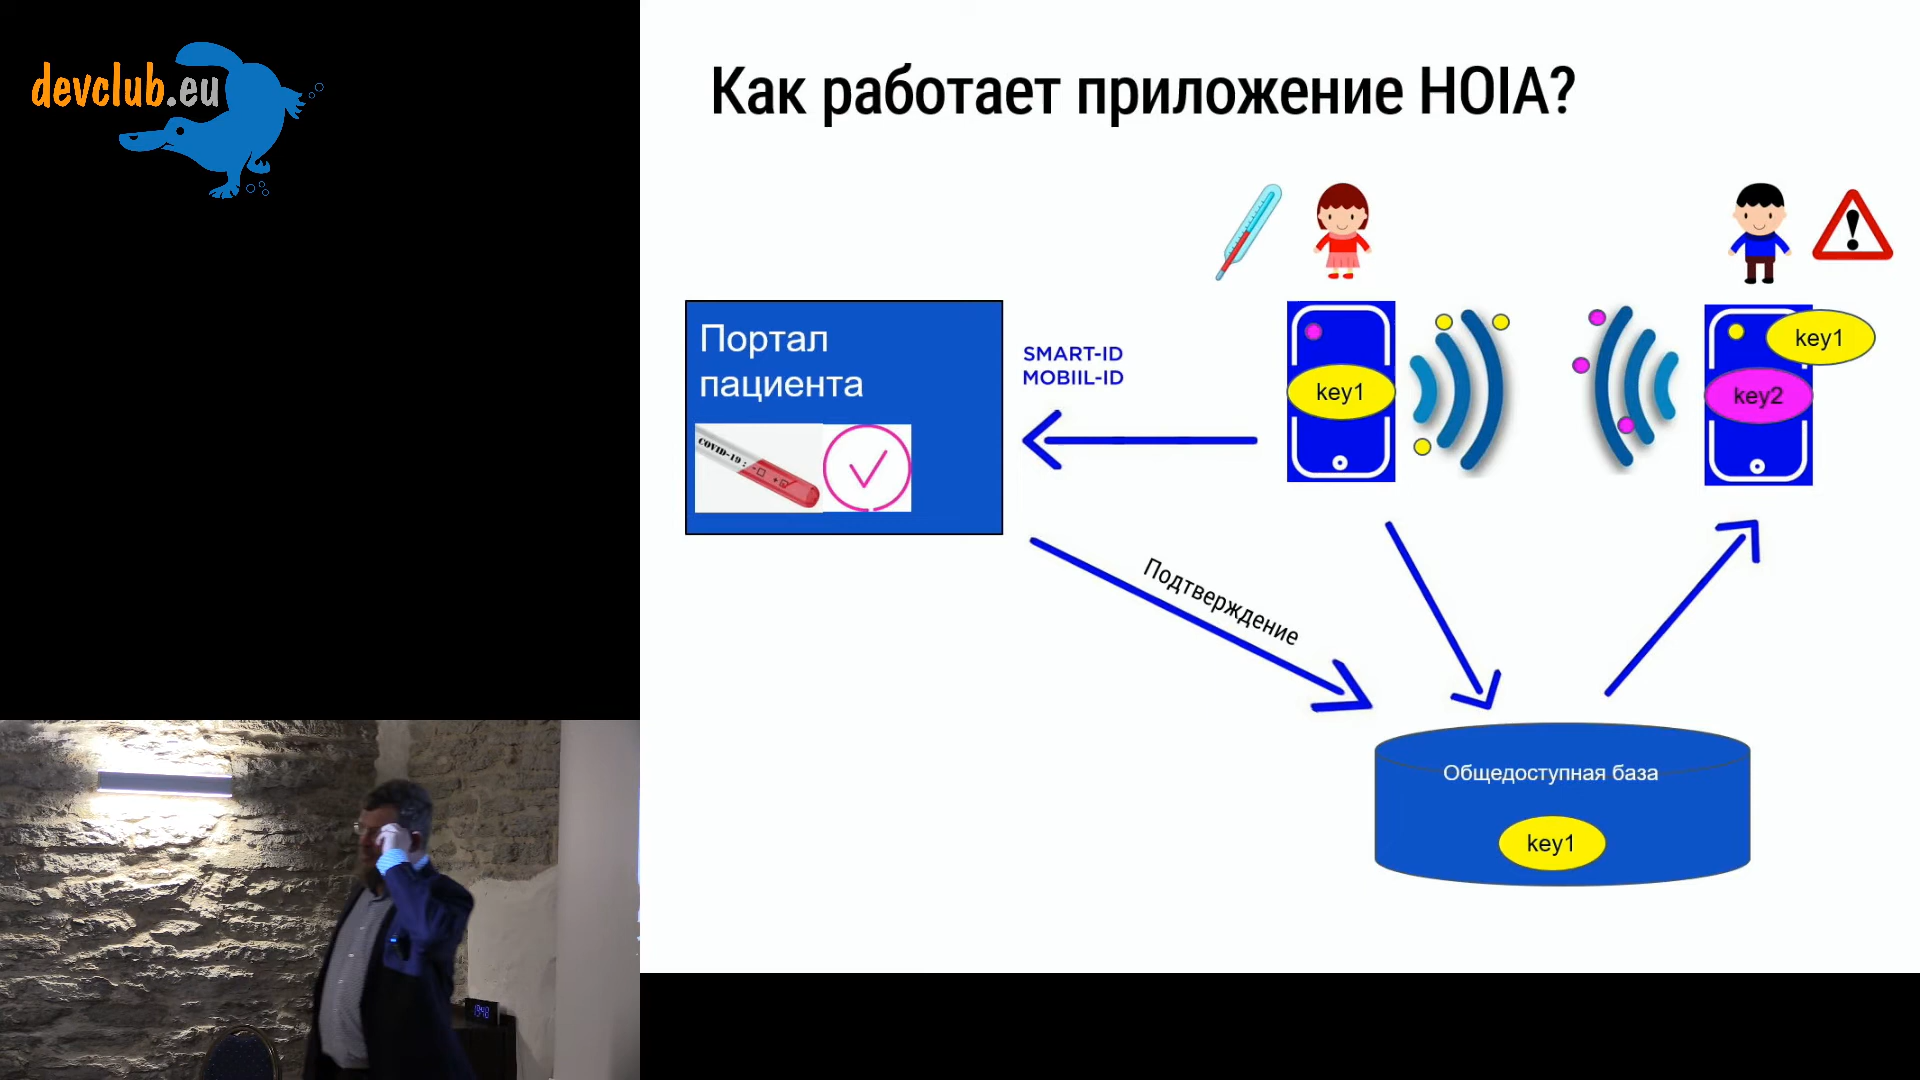 devclub.eu
Как работает приложение HOIA?
Портал
пациента
COVID-19:
SMART-ID
MOBIIL-ID
key1
key1
key2
Подтверждение
Общедоступная база
key1